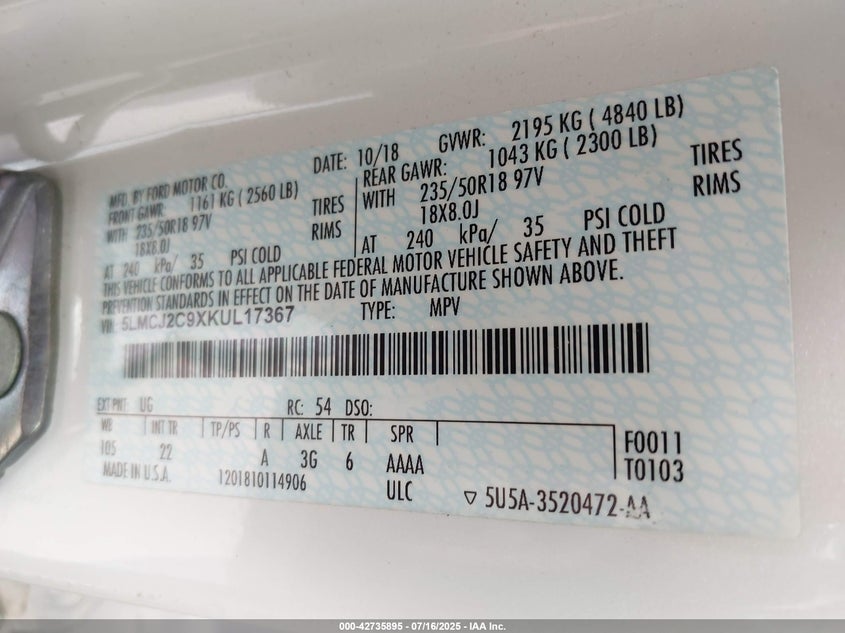 MFD. BY FORD MOTOR CO. DATE: 10/18 GVWR: 2195 KG ( 4840 LB)
FRONT GAWR: 1161 KG ( 2560 LB) REAR GAWR: 1043 KG ( 2300 LB)
WITH 235/50R18 97V TIRES WITH 235/50R18 97V TIRES
18X8.0J RIMS 18X8.0J RIMS
AT 240 kPa/ 35 PSI COLD AT 240 kPa/ 35 PSI COLD
THIS VEHICLE CONFORMS TO ALL APPLICABLE FEDERAL MOTOR VEHICLE SAFETY AND THEFT
PREVENTION STANDARDS IN EFFECT ON THE DATE OF MANUFACTURE SHOWN ABOVE.
VIN: 5LMCJ2C9XKUL17367 TYPE: MPV
EXT PNT: UG RC: 54 DSO:
WB INT TR TP/PS R AXLE TR SPR F0011
105 22 A 3G 6 AAAA T0103
MADE IN U.S.A. 1201810114906 ULC ▽ 5U5A-3520472-AA
000-42735895 - 07/16/2025 - IAA Inc.